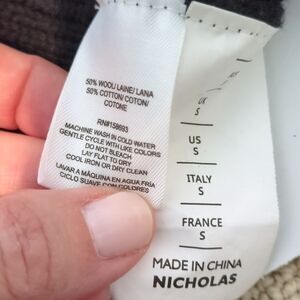 50% WOOL/LAINE/LANA
50% COTTON/COTON/
COTONE
RN#159693
MACHINE WASH IN COLD WATER
GENTLE CYCLE WITH LIKE COLORS
DO NOT BLEACH
LAY FLAT TO DRY
COOL IRON OR DRY CLEAN
LAVAR A MÁQUINA EN AGUA FRIA
CICLO SUAVE CON COLORES
UK
S
US
S
ITALY
S
FRANCE
S
MADE IN CHINA
NICHOLAS